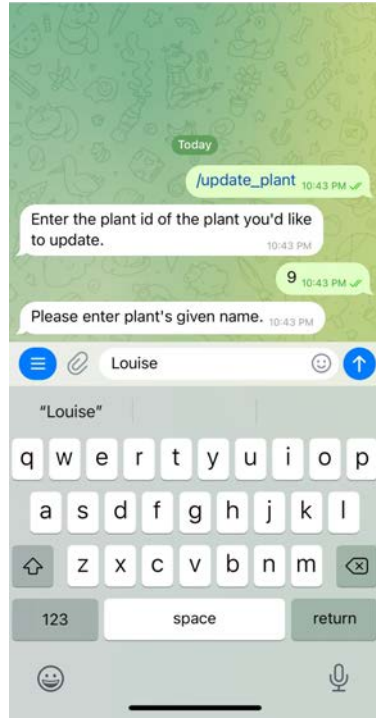 Today
/update_plant 10:43 PM
Enter the plant id of the plant you'd like
to update.
10:43 PM
9 10:43 PM
Please enter plant's given name. 10:43 PM
Louise
"Louise"
q w e r t y u i o p
a s d f g h j k l
z x c v b n m
123 space return